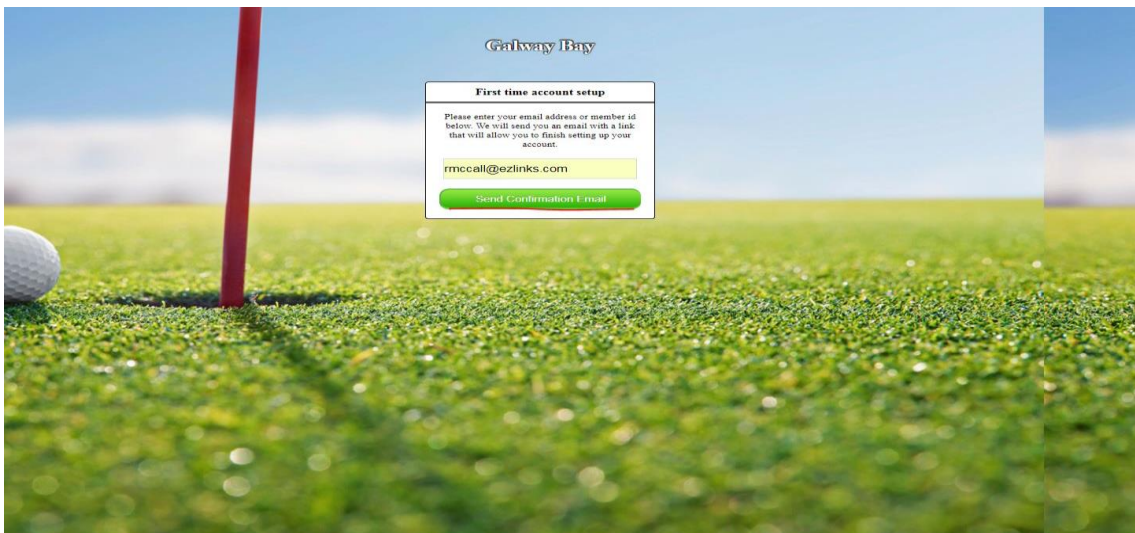 Galway Bay
First time account setup
Please enter your email address or member id
below. We will send you an email with a link
that will allow you to finish setting up your
account.
rmccall@ezlinks.com
Send Confirmation Email